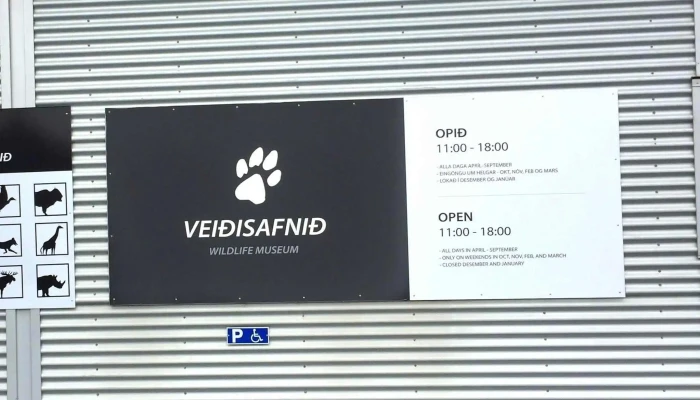 IÐ
VEIÐISAFNIÐ
WILDLIFE MUSEUM
OPIÐ
11:00 - 18:00
- ALLA DAGA APRÍL -SEPTEMBER
- EINGÖNGU UM HELGAR - OKT, NÓV, FEB OG MARS
- LOKAÐ Í DESEMBER OG JANÚAR
OPEN
11:00 - 18:00
- ALL DAYS IN APRIL - SEPTEMBER
- ONLY ON WEEKENDS IN OCT, NOV, FEB, AND MARCH
- CLOSED DESEMBER AND JANUARY
P